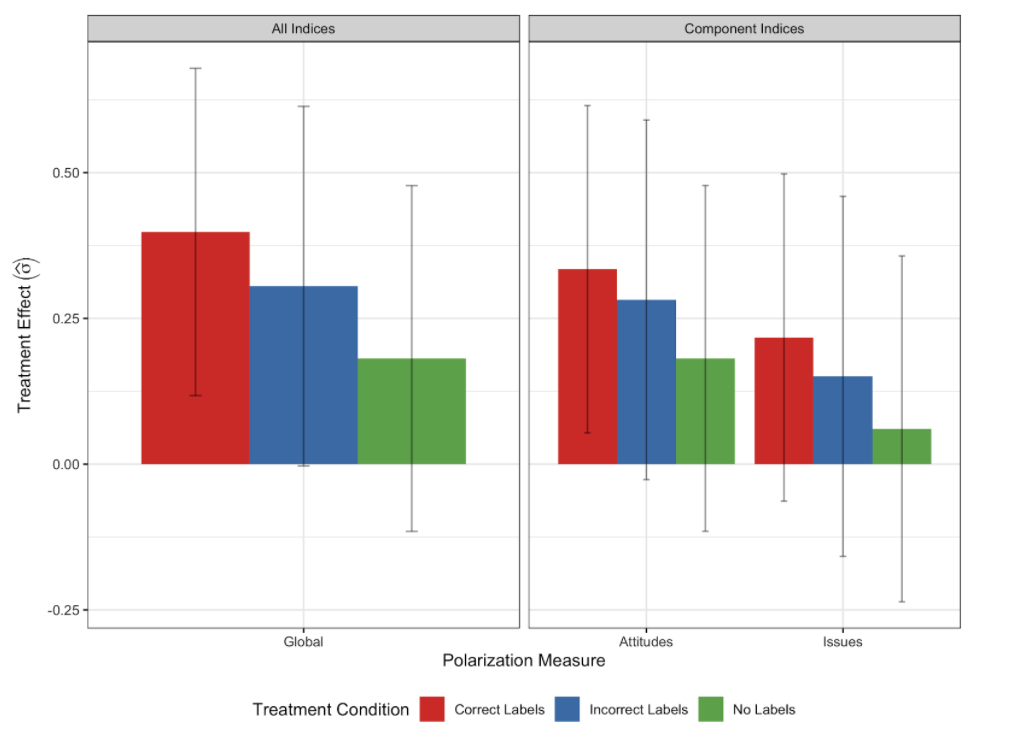 All Indices
Component Indices
0.50
0.25
0.00
-0.25
Treatment Effect (σ̂)
Global
Attitudes
Issues
Polarization Measure
Treatment Condition
Correct Labels
Incorrect Labels
No Labels